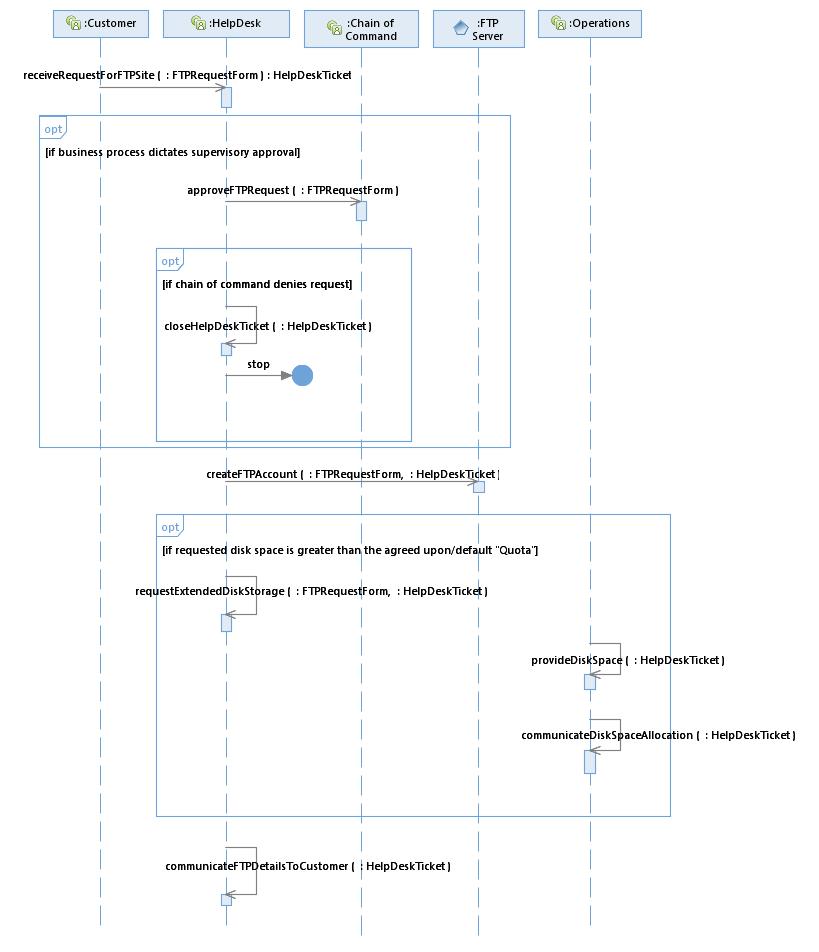 :Customer
:HelpDesk
:Chain of
Command
:FTP
Server
:Operations
receiveRequestForFTPSite ( : FTPRequestForm ) : HelpDeskTicket
opt
[if business process dictates supervisory approval]
approveFTPRequest ( : FTPRequestForm )
opt
[if chain of command denies request]
closeHelpDeskTicket ( : HelpDeskTicket )
stop
createFTPAccount ( : FTPRequestForm, : HelpDeskTicket )
opt
[if requested disk space is greater than the agreed upon/default "Quota"]
requestExtendedDiskStorage ( : FTPRequestForm, : HelpDeskTicket )
provideDiskSpace ( : HelpDeskTicket )
communicateDiskSpaceAllocation ( : HelpDeskTicket )
communicateFTPDetailsToCustomer ( : HelpDeskTicket )